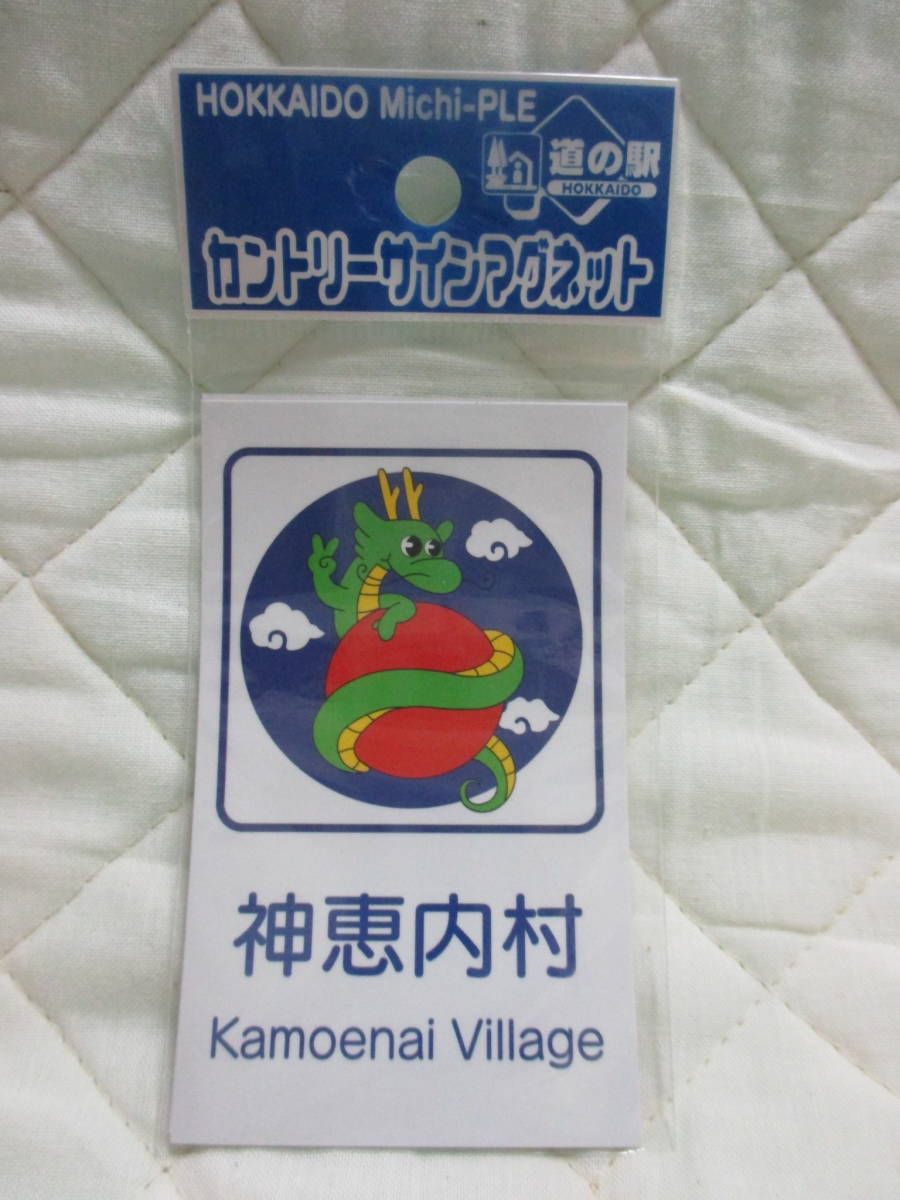 HOKKAIDO Michi-PLE
道の駅
HOKKAIDO
カントリーサインマグネット
神恵内村
Kamoenai Village